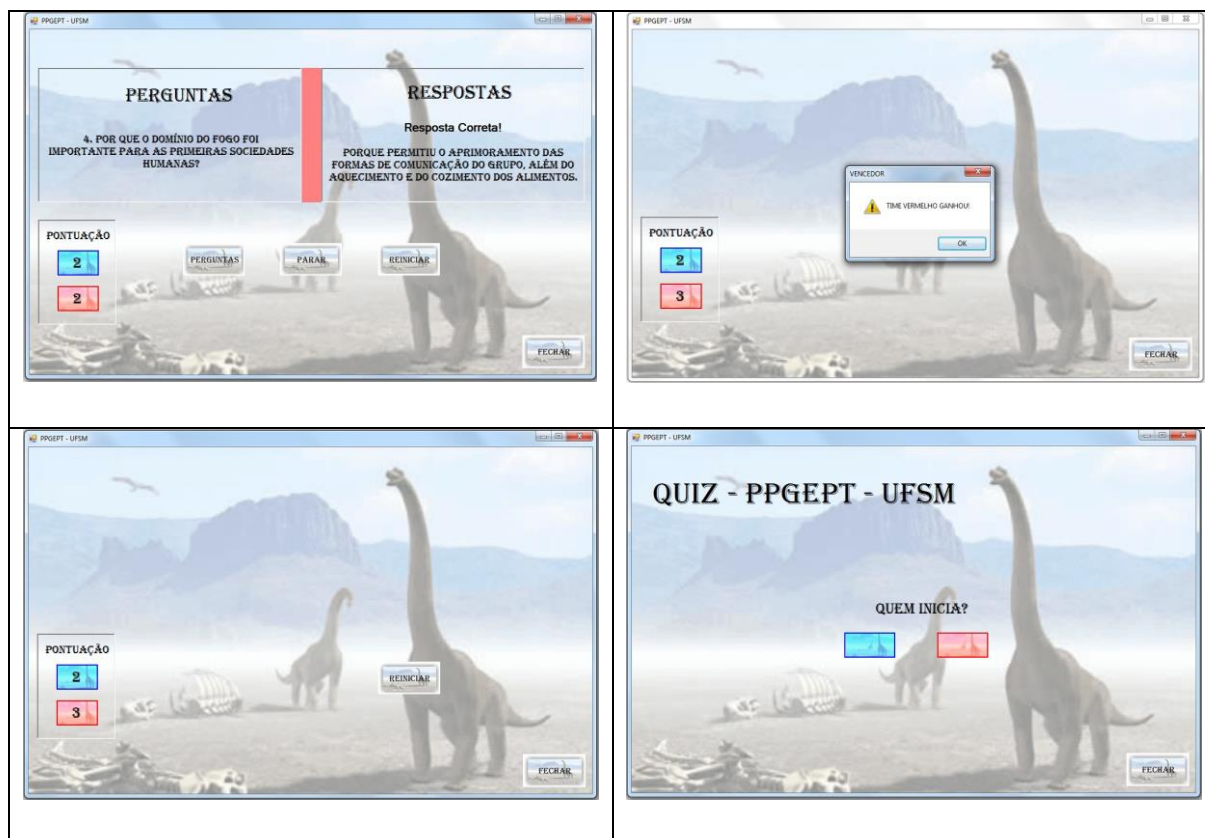 PPGEPT - UFSM
PERGUNTAS
4. POR QUE O DOMÍNIO DO FOGO FOI
IMPORTANTE PARA AS PRIMEIRAS SOCIEDADES
HUMANAS?
RESPOSTAS
Resposta Correta!
PORQUE PERMITIU O APRIMORAMENTO DAS
FORMAS DE COMUNICAÇÃO DO GRUPO, ALÉM DO
AQUECIMENTO E DO COZIMENTO DOS ALIMENTOS.
PONTUAÇÃO
2
2
PERGUNTAS
PARAR
REINICIAR
FECHAR
PPGEPT - UFSM
VENCEDOR
TIME VERMELHO GANHOU!
OK
PONTUAÇÃO
2
3
FECHAR
PPGEPT - UFSM
PONTUAÇÃO
2
3
REINICIAR
FECHAR
PPGEPT - UFSM
QUIZ - PPGEPT - UFSM
QUEM INICIA?
FECHAR